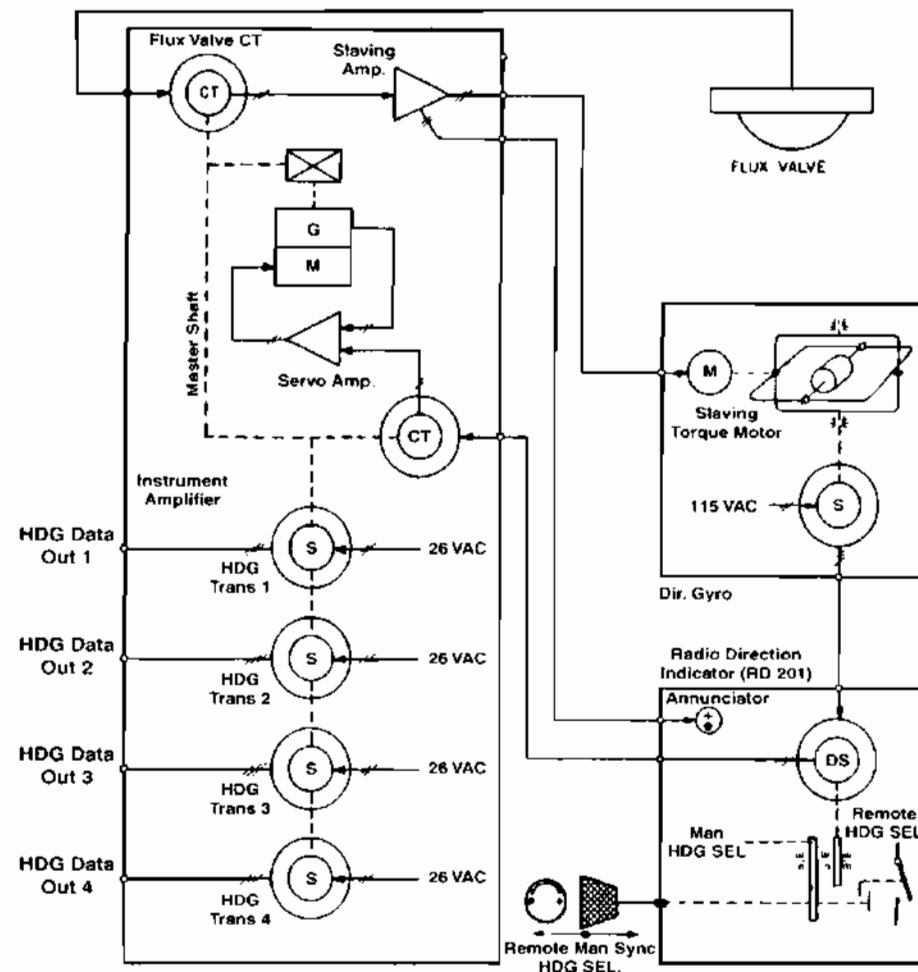 Flux Valve CT
CT
Slaving
Amp.
FLUX VALVE
G
M
Master Shaft
Servo Amp.
CT
M
Slaving
Torque Motor
115 VAC
S
Dir. Gyro
Instrument
Amplifier
HDG Data
Out 1
HDG
Trans 1
S
26 VAC
HDG Data
Out 2
HDG
Trans 2
S
26 VAC
HDG Data
Out 3
HDG
Trans 3
S
26 VAC
HDG Data
Out 4
HDG
Trans 4
S
26 VAC
Radio Direction
Indicator (RD 201)
Annunciator
DS
Man
HDG SEL
Remote
HDG SEL
Remote Man Sync
HDG SEL.